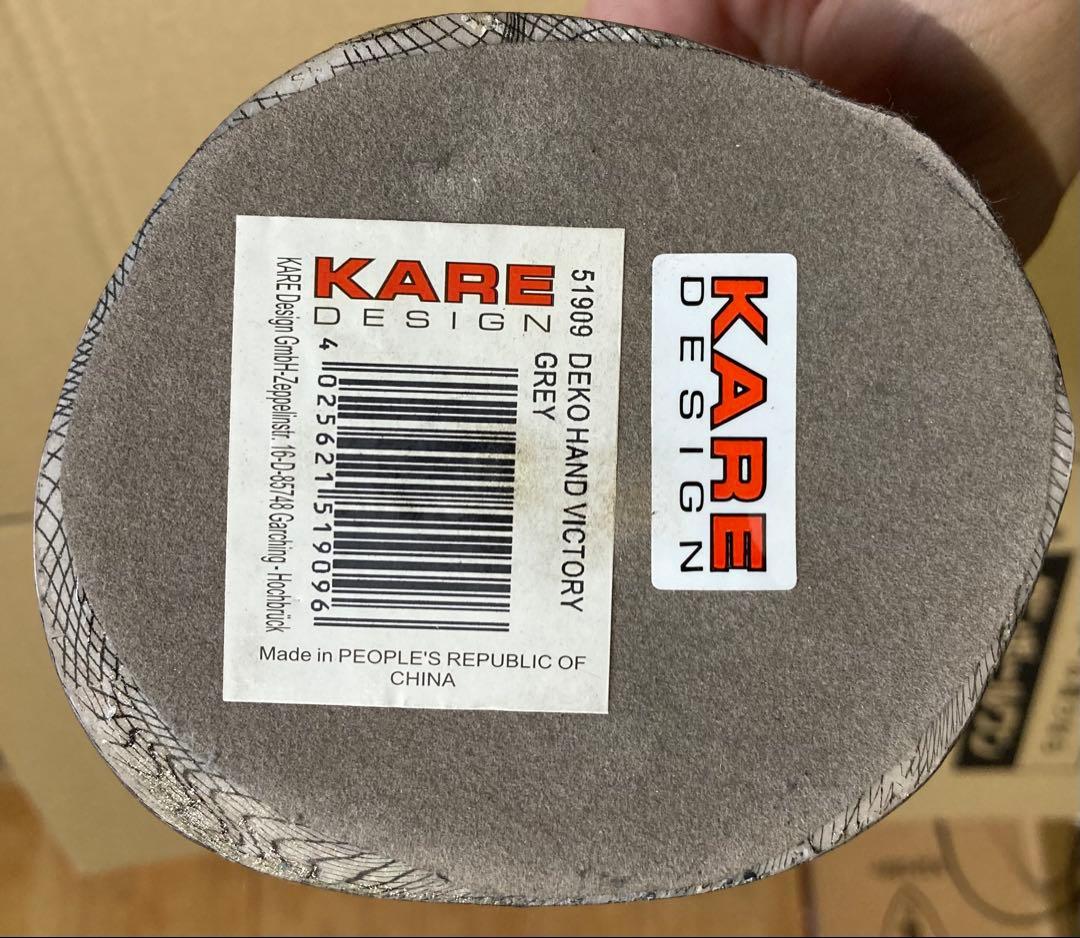 51909 DEKO HAND VICTORY
GREY
KARE
DESIGN
4 025621 519096
KARE Design GmbH-Zeppelinstr. 16-D-85748 Garching - Hochbrück
Made in PEOPLE'S REPUBLIC OF
CHINA
KARE
DESIGN